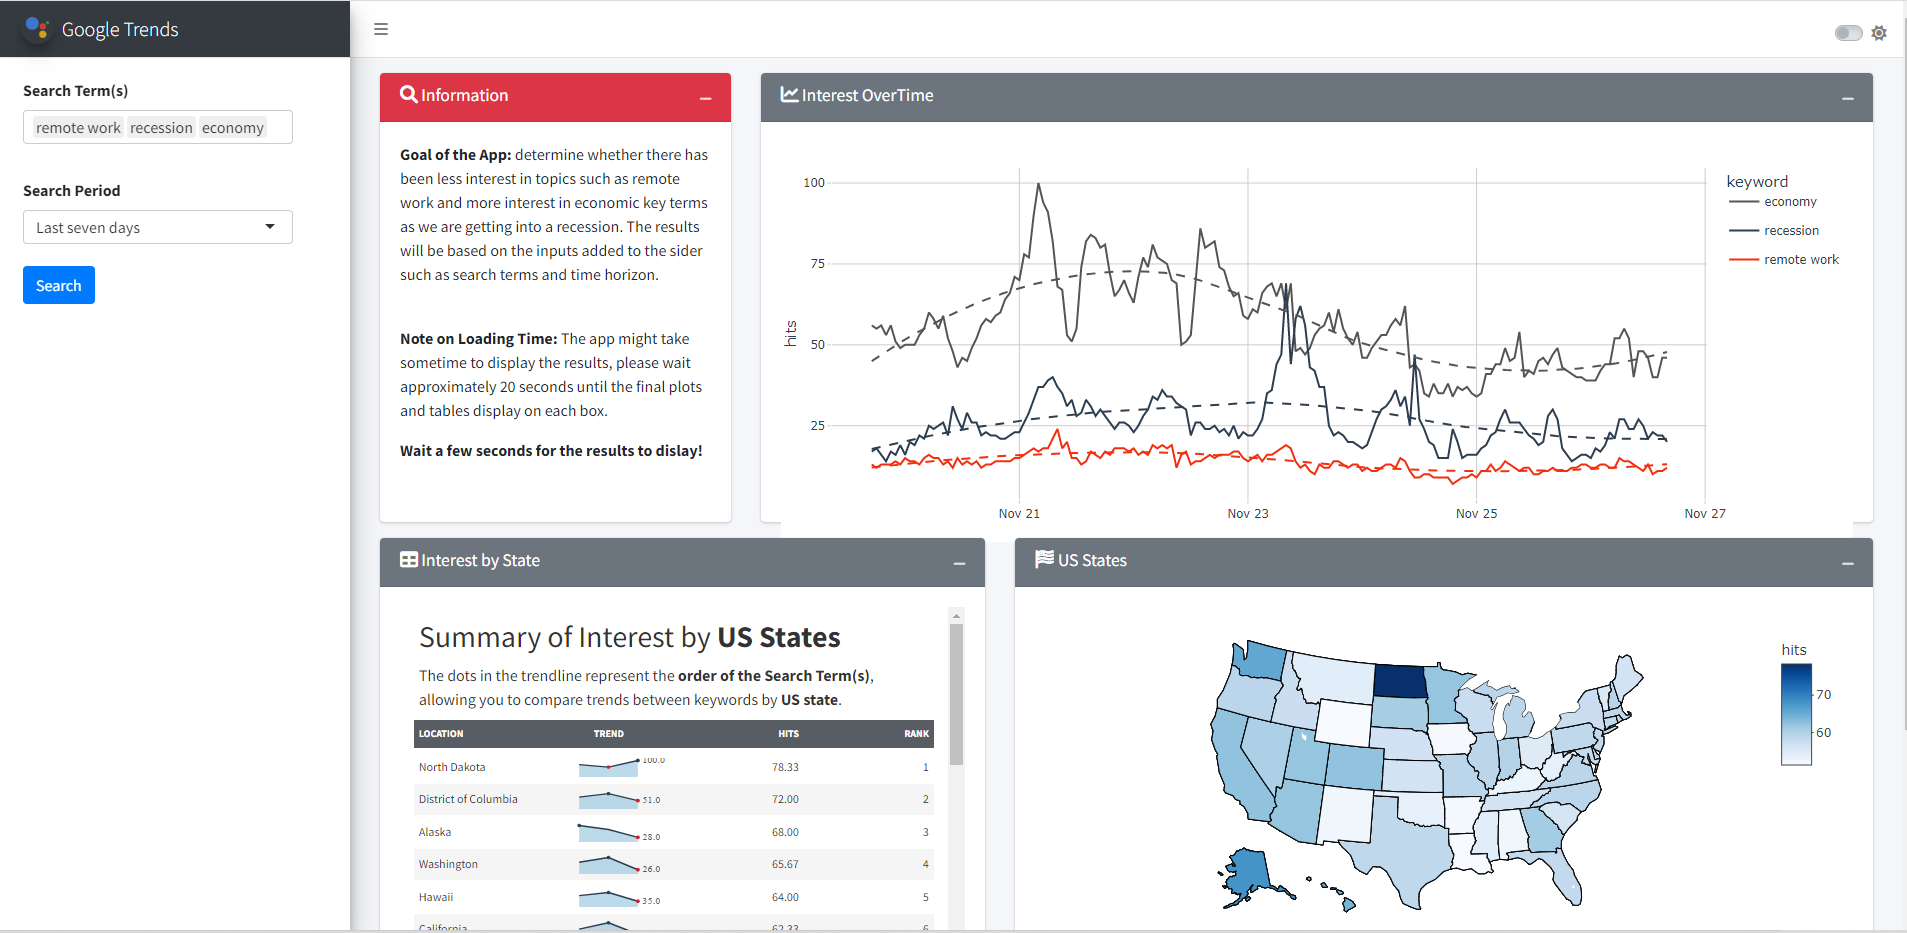 Google Trends
Search Term(s)
remote work recession economy
Search Period
Last seven days
Search
Information
Goal of the App: determine whether there has
been less interest in topics such as remote
work and more interest in economic key terms
as we are getting into a recession. The results
will be based on the inputs added to the sider
such as search terms and time horizon.
Note on Loading Time: The app might take
sometime to display the results, please wait
approximately 20 seconds until the final plots
and tables display on each box.
Wait a few seconds for the results to dislay!
Interest OverTime
100
75
50
25
hits
Nov 21
Nov 23
Nov 25
Nov 27
keyword
economy
recession
remote work
Interest by State
Summary of Interest by US States
The dots in the trendline represent the order of the Search Term(s),
allowing you to compare trends between keywords by US state.
LOCATION TREND HITS RANK
North Dakota 100.0 78.33 1
District of Columbia 51.0 72.00 2
Alaska 28.0 68.00 3
Washington 26.0 65.67 4
Hawaii 35.0 64.00 5
California 62.33 6
US States
hits
70
60